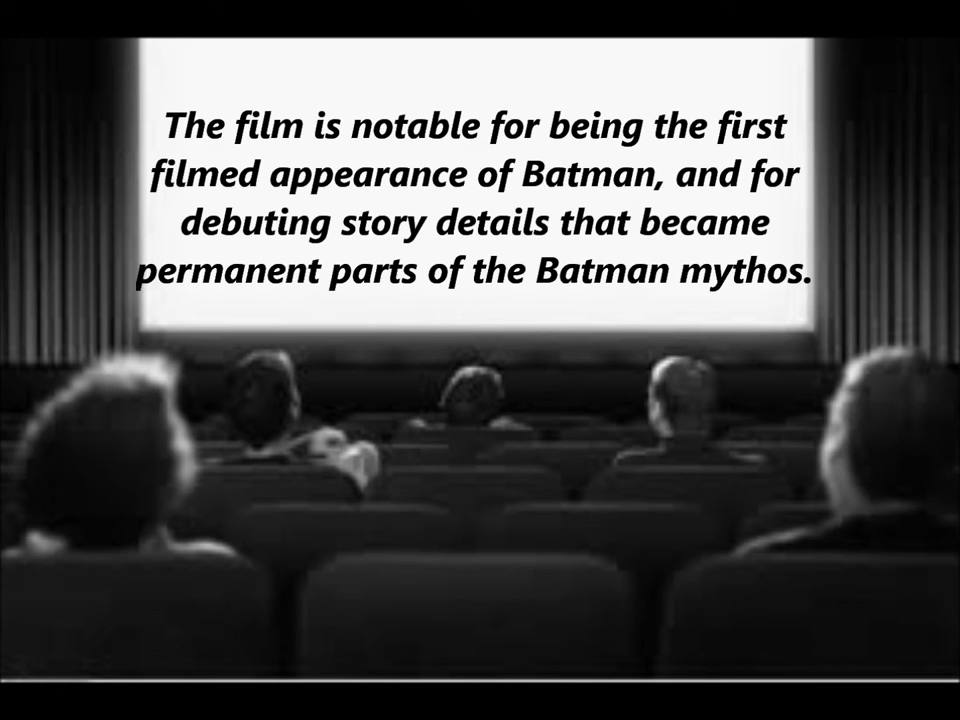 The film is notable for being the first
filmed appearance of Batman, and for
debuting story details that became
permanent parts of the Batman mythos.